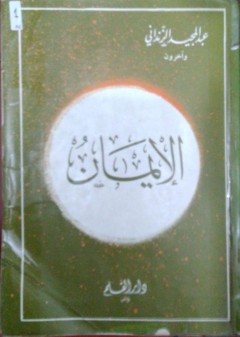 عبد المجيد الزنداني
وآخرون
الإيمان
دار القلم